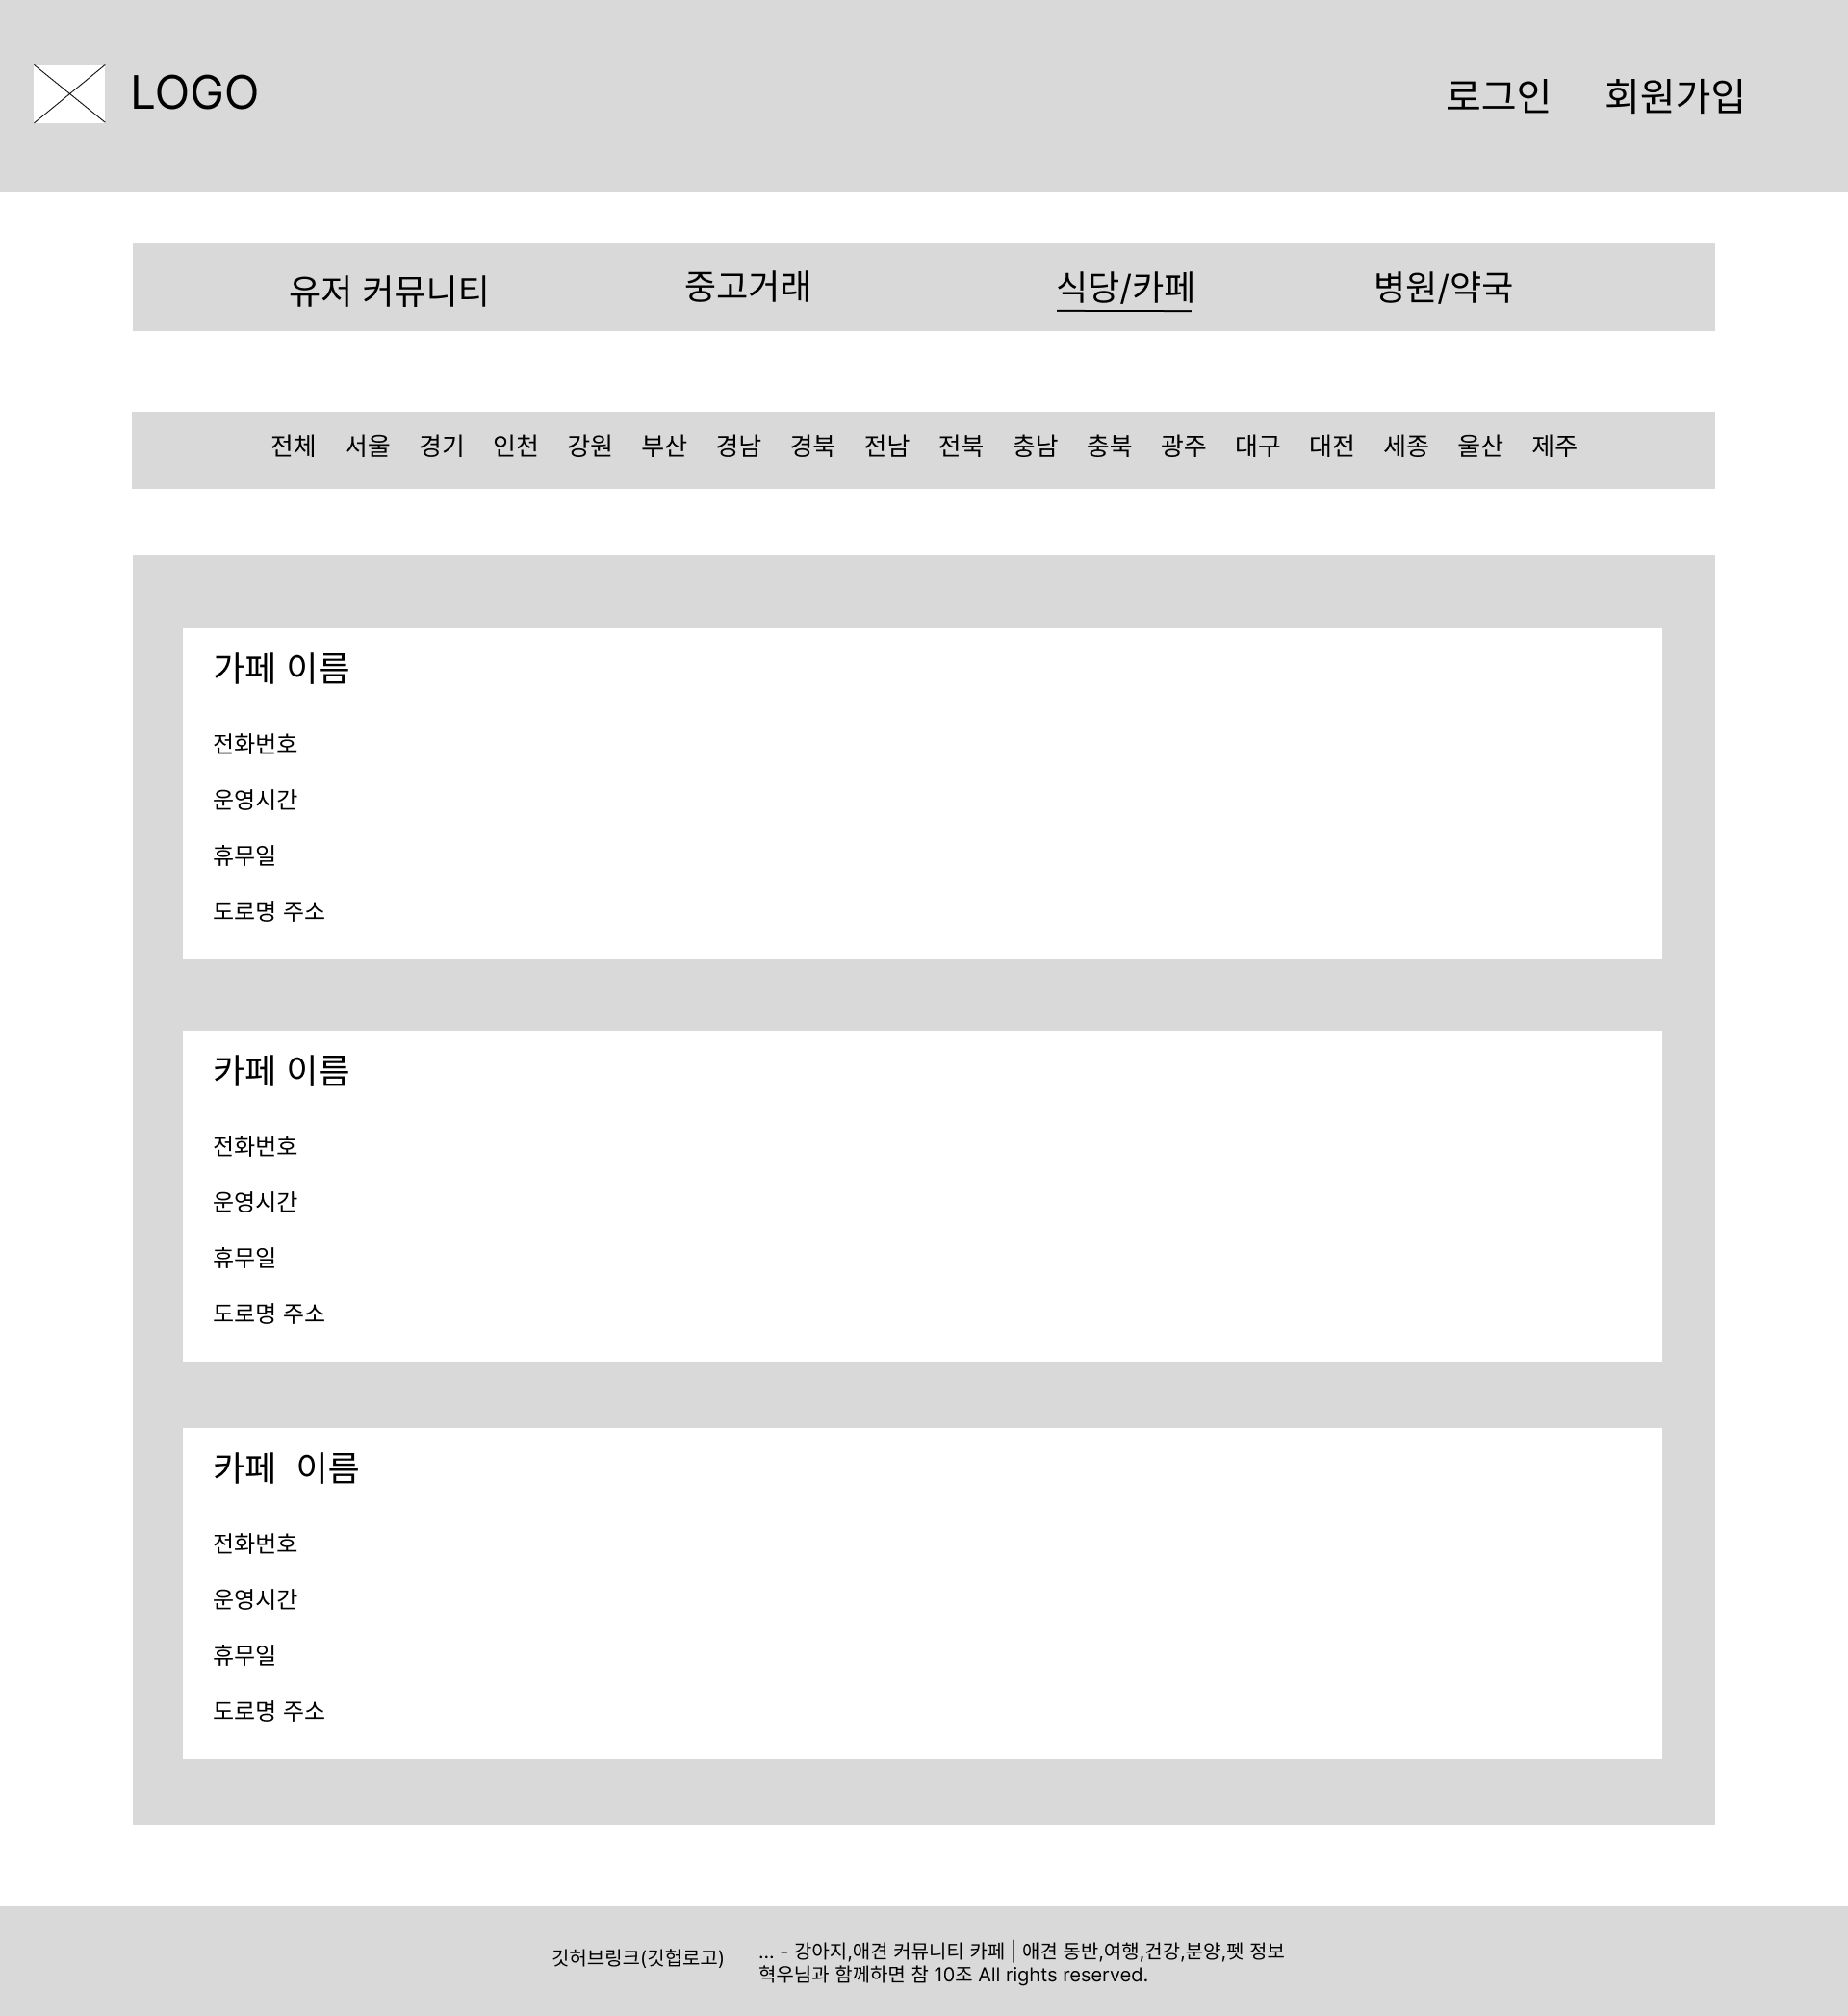 LOGO
로그인 회원가입
유저 커뮤니티 중고거래 식당/카페 병원/약국
전체 서울 경기 인천 강원 부산 경남 경북 전남 전북 충남 충북 광주 대구 대전 세종 울산 제주
가페 이름
전화번호
운영시간
휴무일
도로명 주소
카페 이름
전화번호
운영시간
휴무일
도로명 주소
카페  이름
전화번호
운영시간
휴무일
도로명 주소
깃허브링크(깃헙로고)
... - 강아지,애견 커뮤니티 카페 | 애견 동반,여행,건강,분양,펫 정보
혁우님과 함께하면 참 10조 All rights reserved.